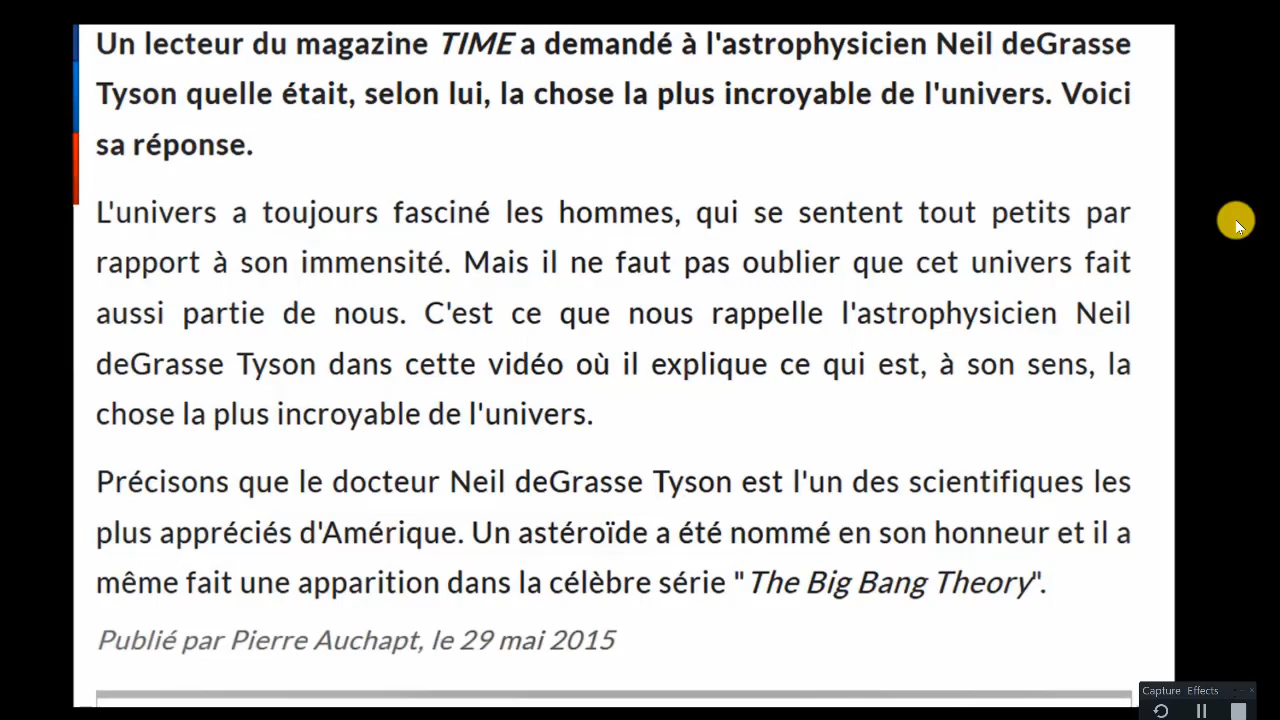 Un lecteur du magazine TIME a demandé à l'astrophysicien Neil deGrasse
Tyson quelle était, selon lui, la chose la plus incroyable de l'univers. Voici
sa réponse.
L'univers a toujours fasciné les hommes, qui se sentent tout petits par
rapport à son immensité. Mais il ne faut pas oublier que cet univers fait
aussi partie de nous. C'est ce que nous rappelle l'astrophysicien Neil
deGrasse Tyson dans cette vidéo où il explique ce qui est, à son sens, la
chose la plus incroyable de l'univers.
Précisons que le docteur Neil deGrasse Tyson est l'un des scientifiques les
plus appréciés d'Amérique. Un astéroïde a été nommé en son honneur et il a
même fait une apparition dans la célèbre série "The Big Bang Theory".
Publié par Pierre Auchapt, le 29 mai 2015
Capture Effects